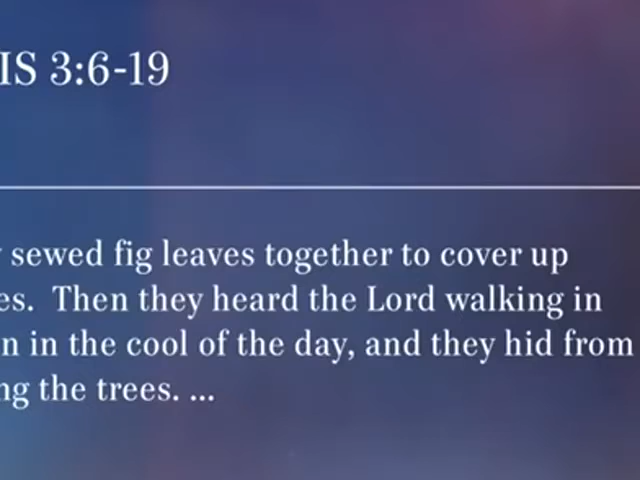 IS 3:6-19
sewed fig leaves together to cover up
es. Then they heard the Lord walking in
n in the cool of the day, and they hid from
ng the trees. ...